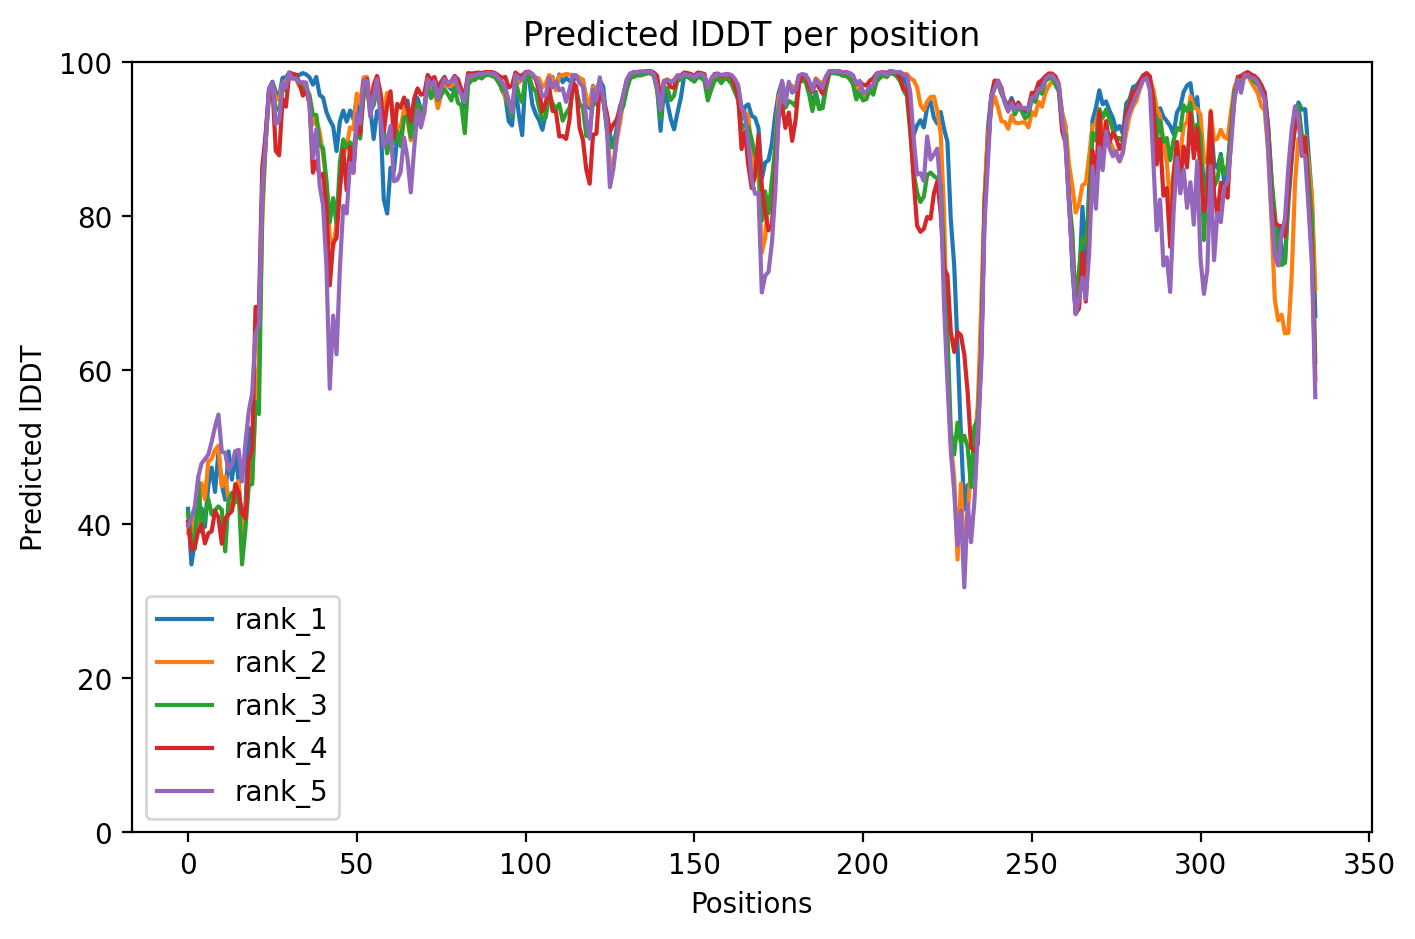 Predicted lDDT per position
100
80
60
40
20
0
Predicted lDDT
rank_1
rank_2
rank_3
rank_4
rank_5
0 50 100 150 200 250 300 350
Positions